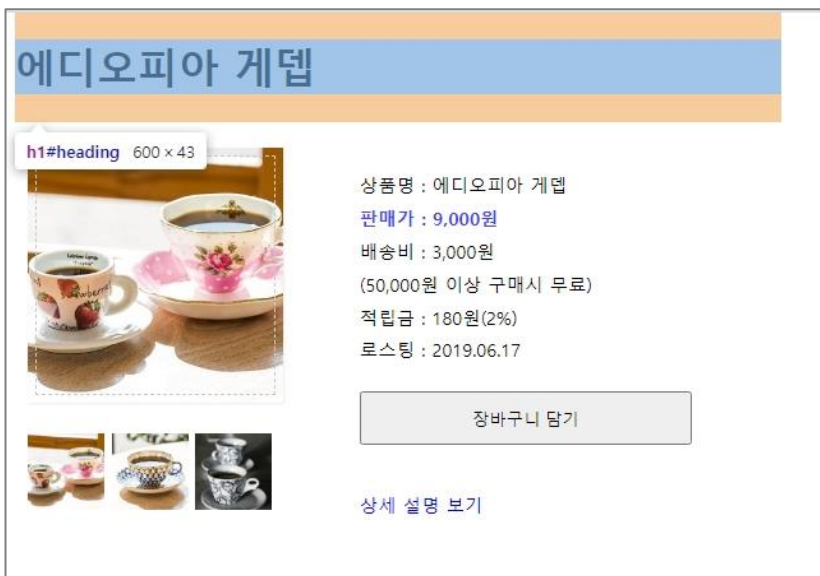 에디오피아 게뎁
h1#heading 600 × 43
상품명 : 에디오피아 게뎁
판매가 : 9,000원
배송비 : 3,000원
(50,000원 이상 구매시 무료)
적립금 : 180원(2%)
로스팅 : 2019.06.17
장바구니 담기
상세 설명 보기